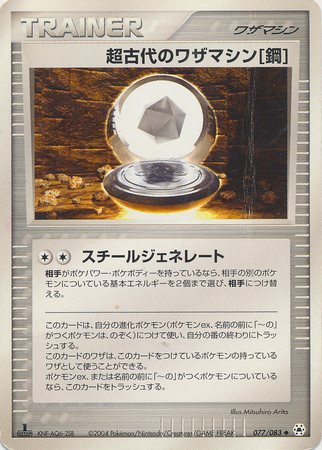 TRAINER
ワザマシン
超古代のワザマシン[鋼]
スチールジェネレート
相手がポケパワー・ポケボディーを持っているなら、相手の別のポケ
モンについている基本エネルギーを2個まで選び、相手につけ替
える。
このカードは、自分の進化ポケモン(ポケモンex、名前の前に「〜の」
がつくポケモンは、のぞく)につけて使い、自分の番の終わりにトラッ
シュする。
このカードのワザは、このカードをつけているポケモンの持っている
ワザとして使うことができる。
ポケモンex、または名前の前に「〜の」がつくポケモンについている
なら、このカードをトラッシュする。
Illus.Mitsuhiro Arita
1 EDITION
KNF-AQ6-2SB
©2004 Pokémon/Nintendo/Creatures/GAME FREAK
077/083